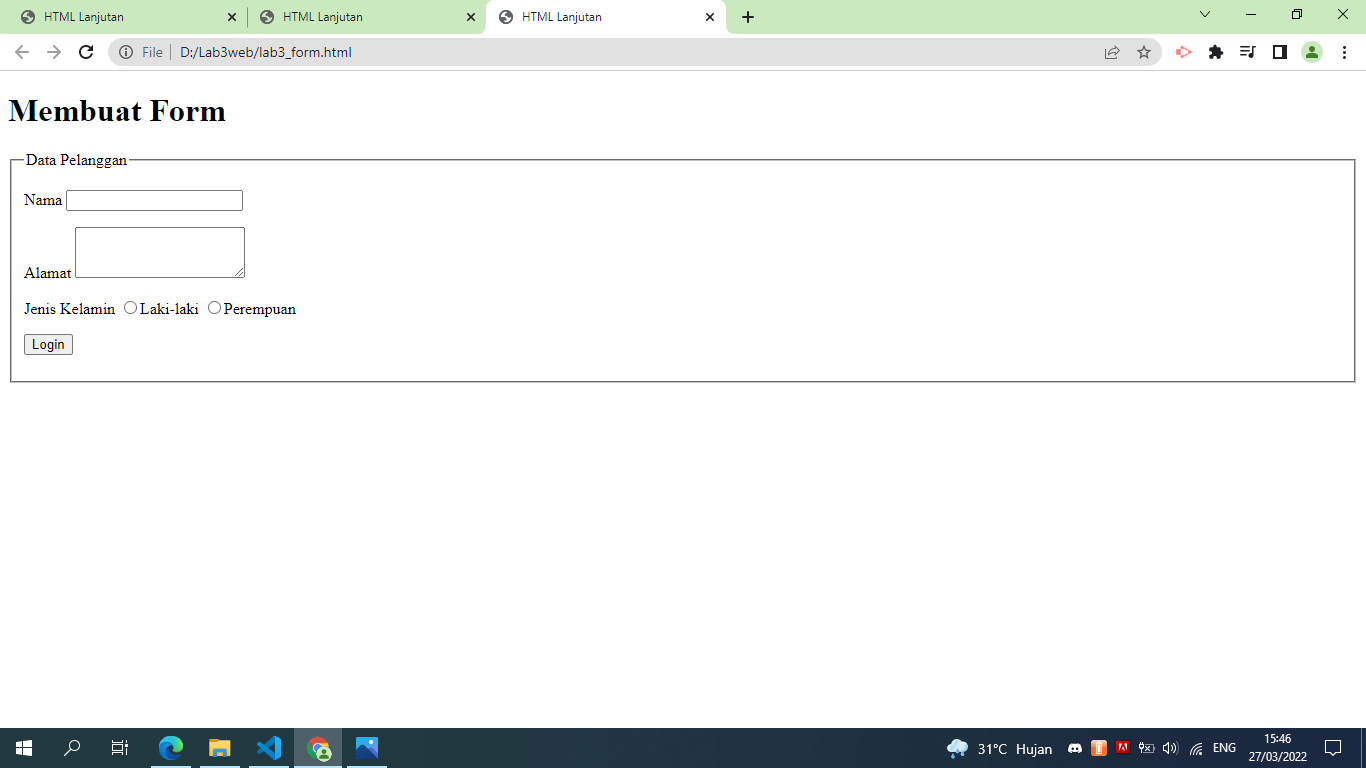 HTML Lanjutan HTML Lanjutan HTML Lanjutan
File D:/Lab3web/lab3_form.html
Membuat Form
Data Pelanggan
Nama
Alamat
Jenis Kelamin Laki-laki Perempuan
Login
31°C Hujan ENG 15:46
27/03/2022